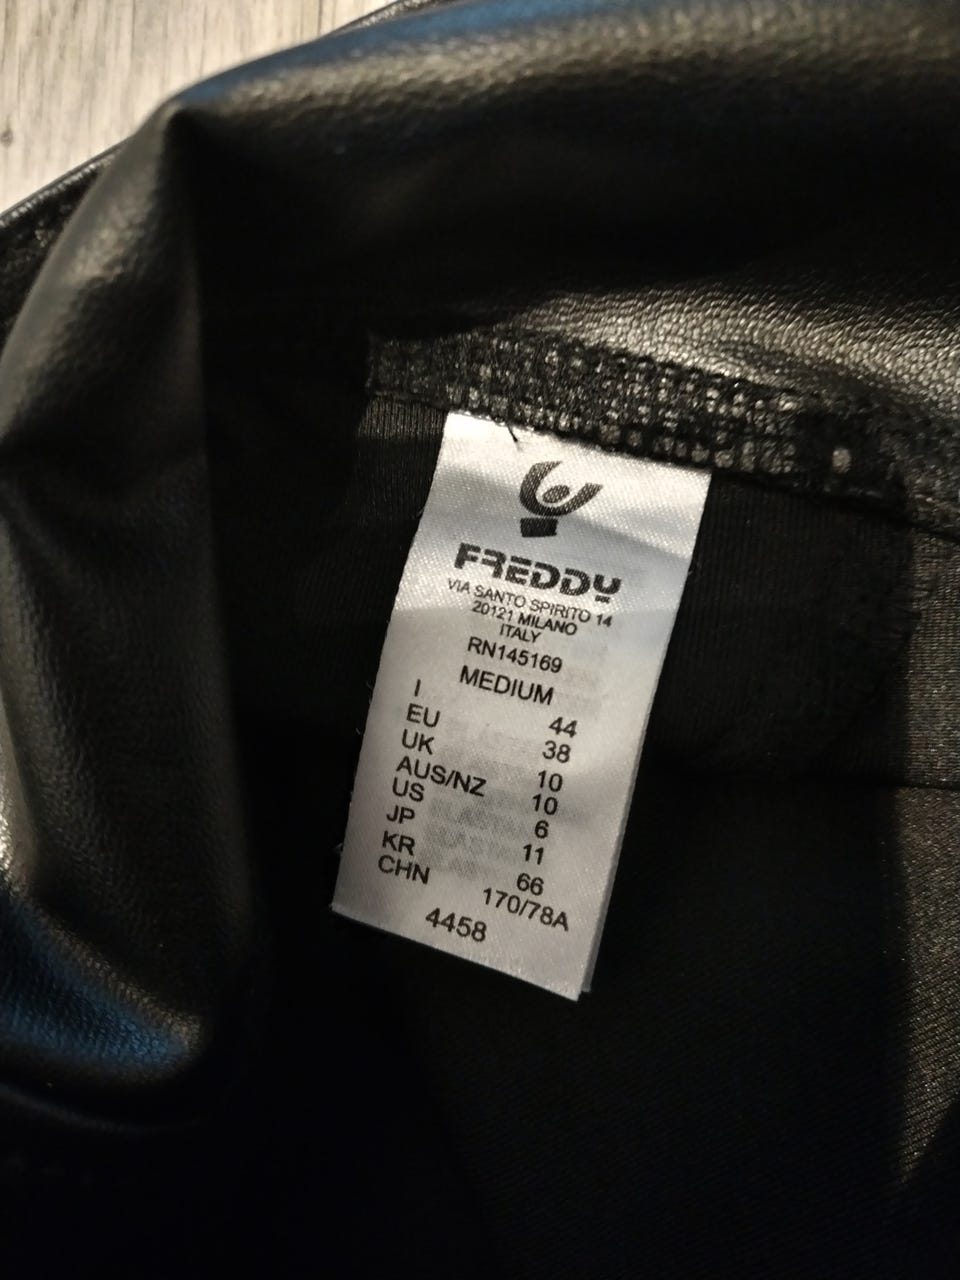 FREDDY
VIA SANTO SPIRITO 14
20121 MILANO
ITALY
RN145169
MEDIUM
I 44
EU 38
UK 10
AUS/NZ 10
US 6
JP 11
KR 66
CHN 170/78A
4458